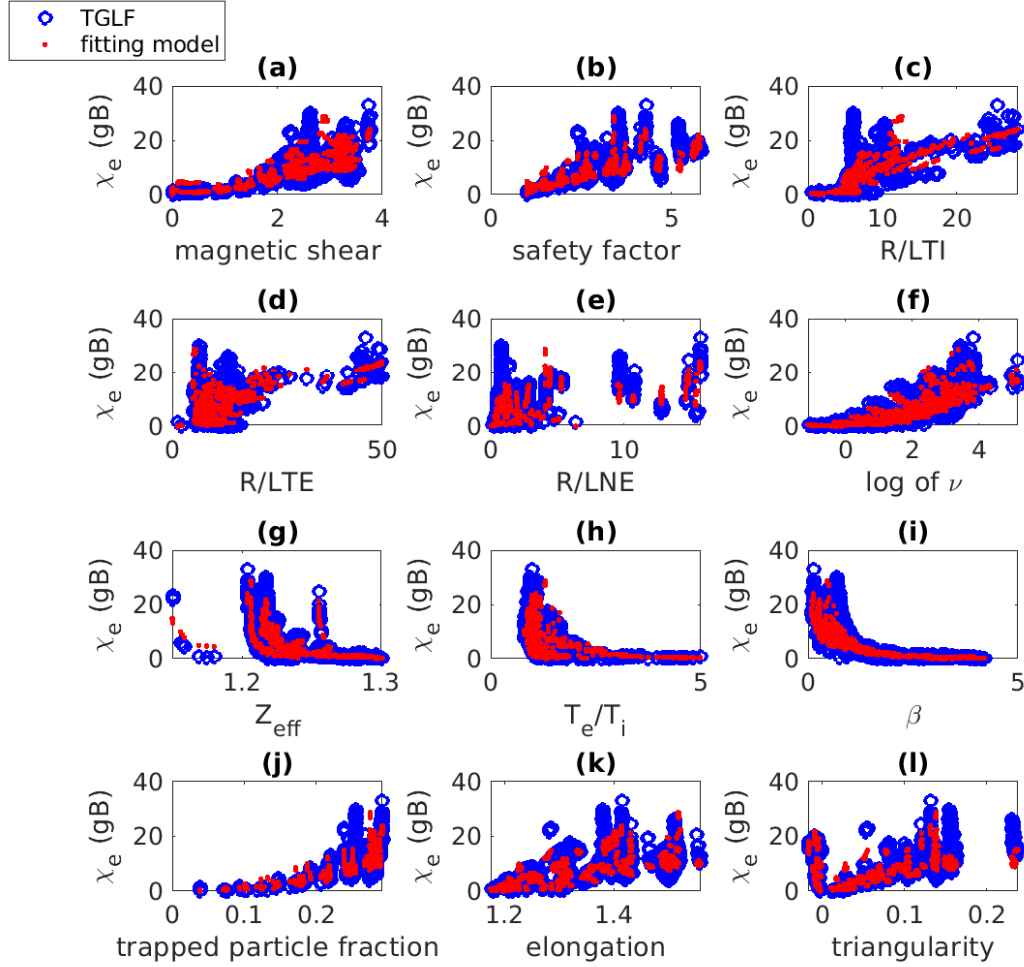 TGLF
fitting model
(a) (b) (c)
40 40 40
χe (gB) χe (gB) χe (gB)
20 20 20
0 0 0
0 2 4 0 5 10 20
magnetic shear safety factor R/LTI
(d) (e) (f)
40 40 40
χe (gB) χe (gB) χe (gB)
20 20 20
0 0 0
0 50 0 10 0 2 4
R/LTE R/LNE log of ν
(g) (h) (i)
40 40 40
χe (gB) χe (gB) χe (gB)
20 20 20
0 0 0
1.2 1.3 0 5 0 5
Zeff Te/Ti β
(j) (k) (l)
40 40 40
χe (gB) χe (gB) χe (gB)
20 20 20
0 0 0
0 0.1 0.2 1.2 1.4 0 0.1 0.2
trapped particle fraction elongation triangularity